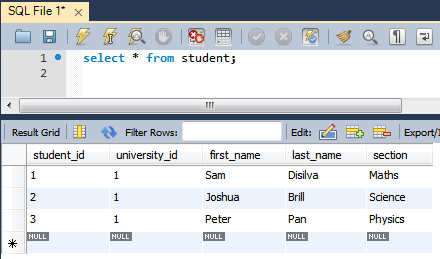 SQL File 1*
1 select * from student;
2
Result Grid Filter Rows: Edit: Export/I
student_id university_id first_name last_name section
1 1 Sam Disilva Maths
2 1 Joshua Brill Science
3 1 Peter Pan Physics
NULL NULL NULL NULL NULL